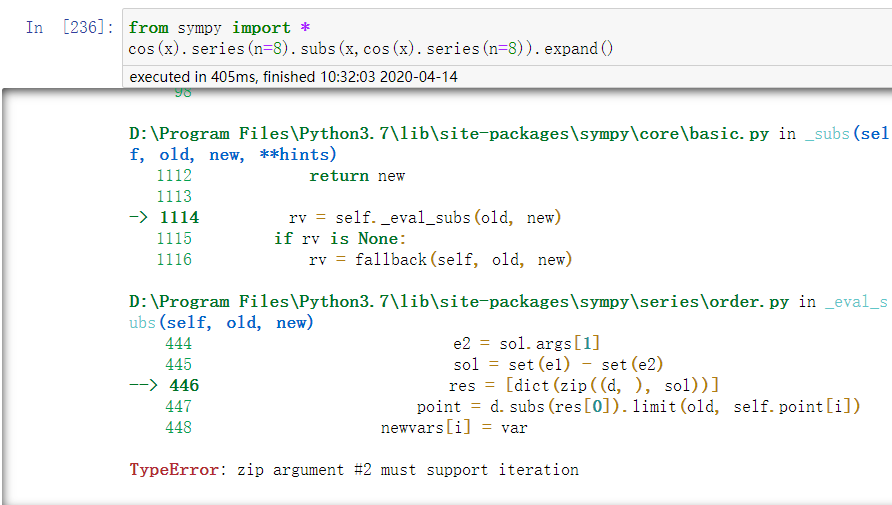 In [236]: from sympy import *
cos(x).series(n=8).subs(x,cos(x).series(n=8)).expand()
executed in 405ms, finished 10:32:03 2020-04-14
98
D:\Program Files\Python3.7\lib\site-packages\sympy\core\basic.py in _subs(sel
f, old, new, **hints)
1112 return new
1113
-> 1114 rv = self._eval_subs(old, new)
1115 if rv is None:
1116 rv = fallback(self, old, new)
D:\Program Files\Python3.7\lib\site-packages\sympy\series\order.py in _eval_s
ubs(self, old, new)
444 e2 = sol.args[1]
445 sol = set(e1) - set(e2)
--> 446 res = [dict(zip((d, ), sol))]
447 point = d.subs(res[0]).limit(old, self.point[i])
448 newvars[i] = var
TypeError: zip argument #2 must support iteration